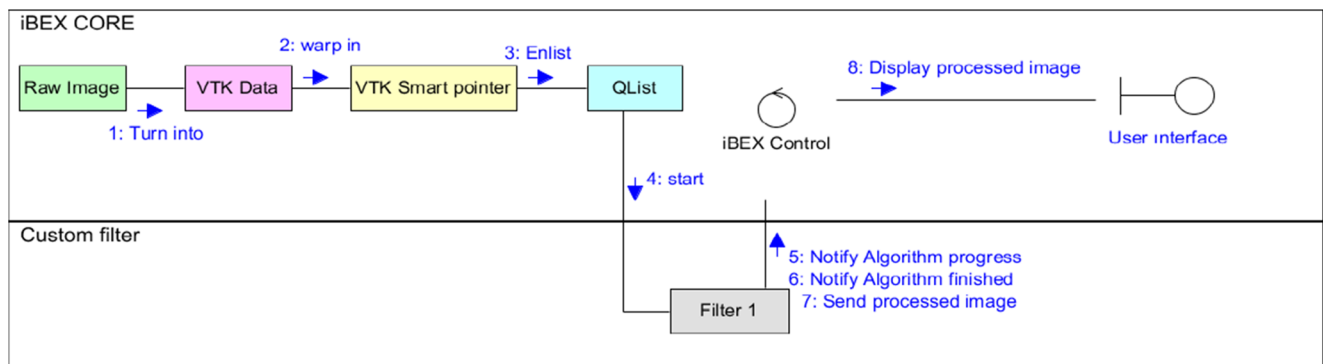 iBEX CORE
2: warp in
3: Enlist
8: Display processed image
Raw Image
VTK Data
VTK Smart pointer
QList
1: Turn into
iBEX Control
User interface
4: start
Custom filter
5: Notify Algorithm progress
6: Notify Algorithm finished
7: Send processed image
Filter 1